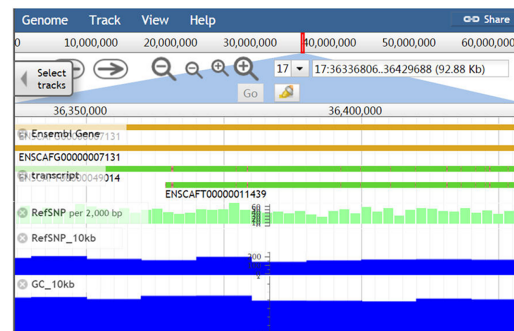 Genome Track View Help Share
0 10,000,000 20,000,000 30,000,000 40,000,000 50,000,000 60,000,000
Select
tracks
17 17:36336806..36429688 (92.88 Kb)
Go
36,350,000 36,400,000
Ensembl Gene
ENSCAFG00000007131
ENSCAFG00000007131
transcript
ENSCAFT00000011439
RefSNP per 2,000 bp
RefSNP_10kb
200
GC_10kb